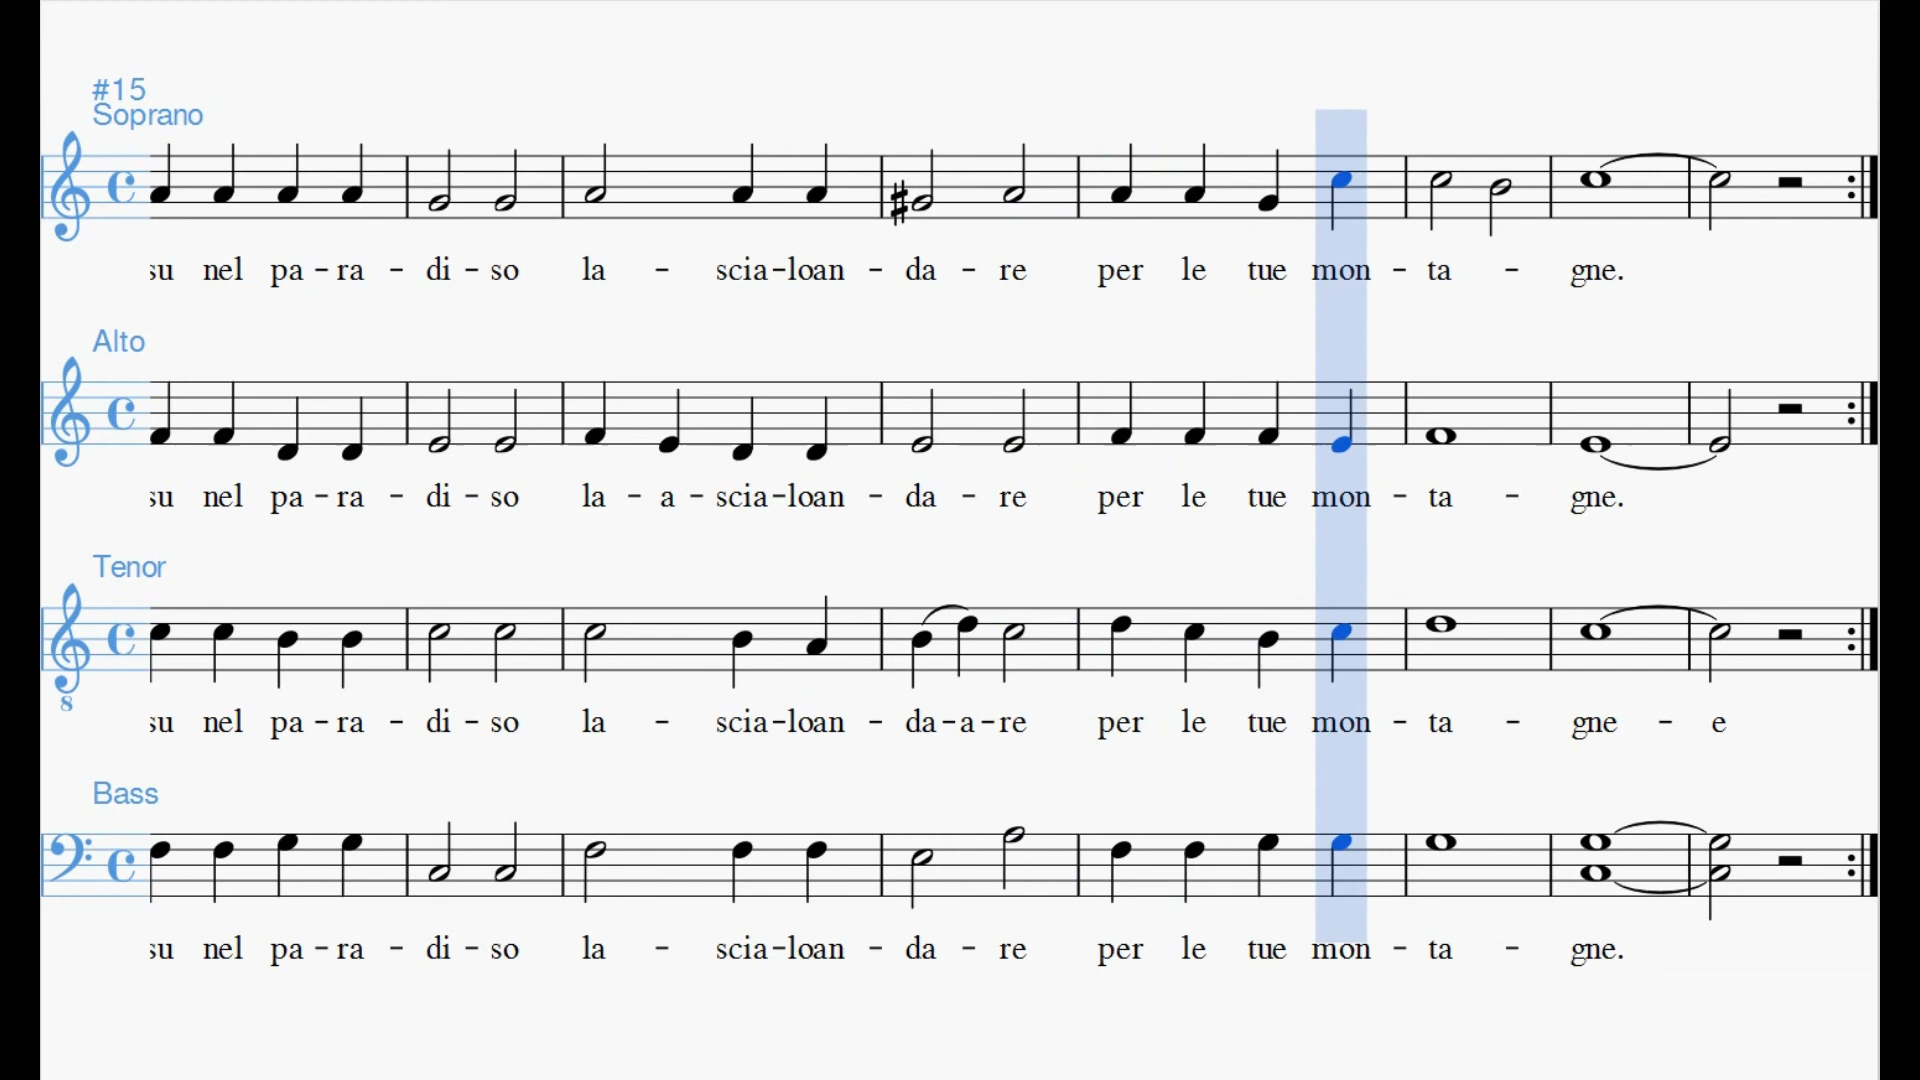 #15
Soprano
su nel pa - ra - di - so la - scia - loan - da - re per le tue mon - ta - gne.
Alto
su nel pa - ra - di - so la - a - scia - loan - da - re per le tue mon - ta - gne.
Tenor
8
su nel pa - ra - di - so la - scia - loan - da - a - re per le tue mon - ta - gne - e
Bass
su nel pa - ra - di - so la - scia - loan - da - re per le tue mon - ta - gne.